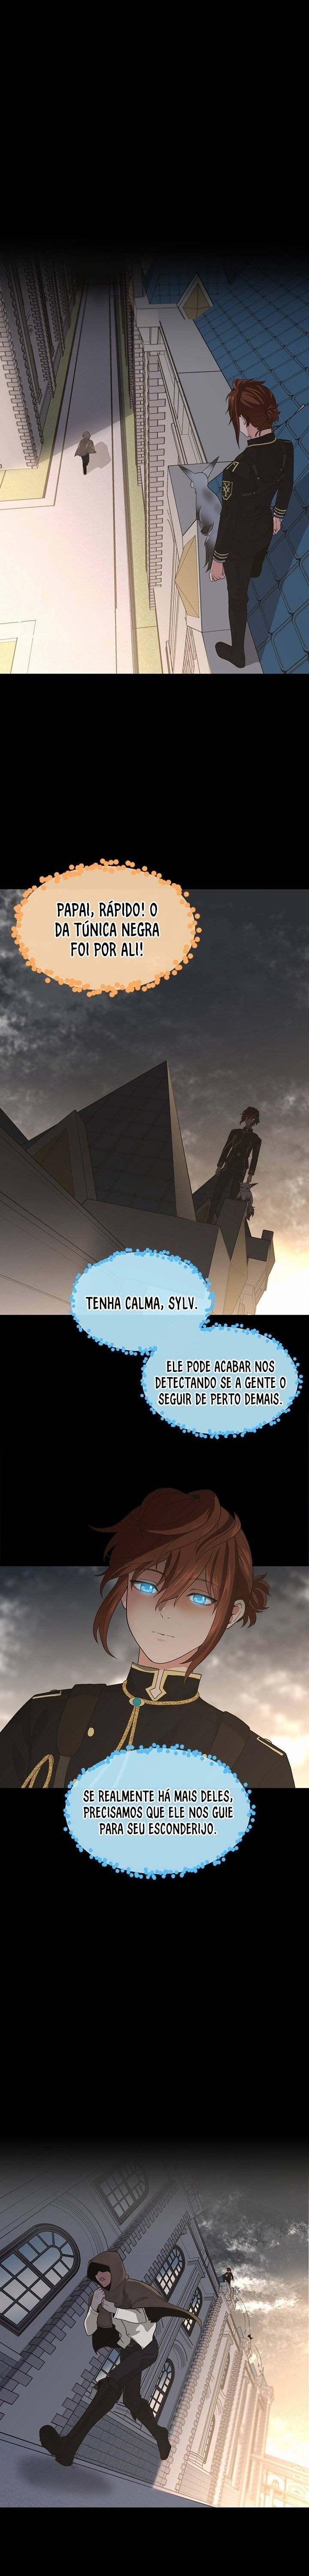 PAPAI, RÁPIDO! O
DA TÚNICA NEGRA
FOI POR ALI!
TENHA CALMA, SYLV.
ELE PODE ACABAR NOS
DETECTANDO SE A GENTE O
SEGUIR DE PERTO DEMAIS.
SE REALMENTE HÁ MAIS DELES,
PRECISAMOS QUE ELE NOS GUIE
PARA SEU ESCONDERIJO.